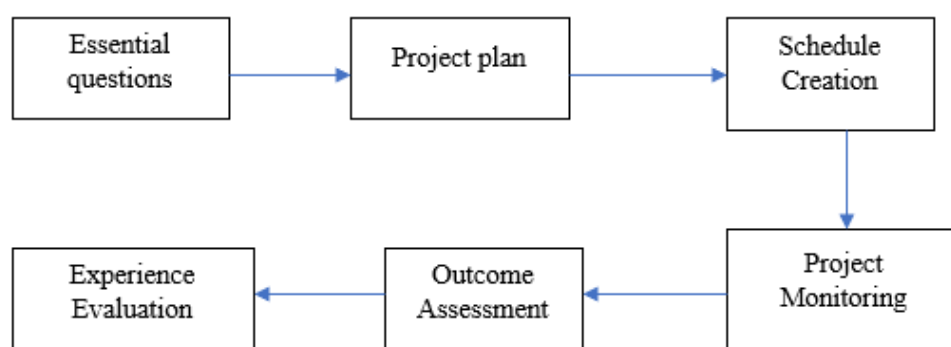 Essential
questions
Project plan
Schedule
Creation
Project
Monitoring
Outcome
Assessment
Experience
Evaluation